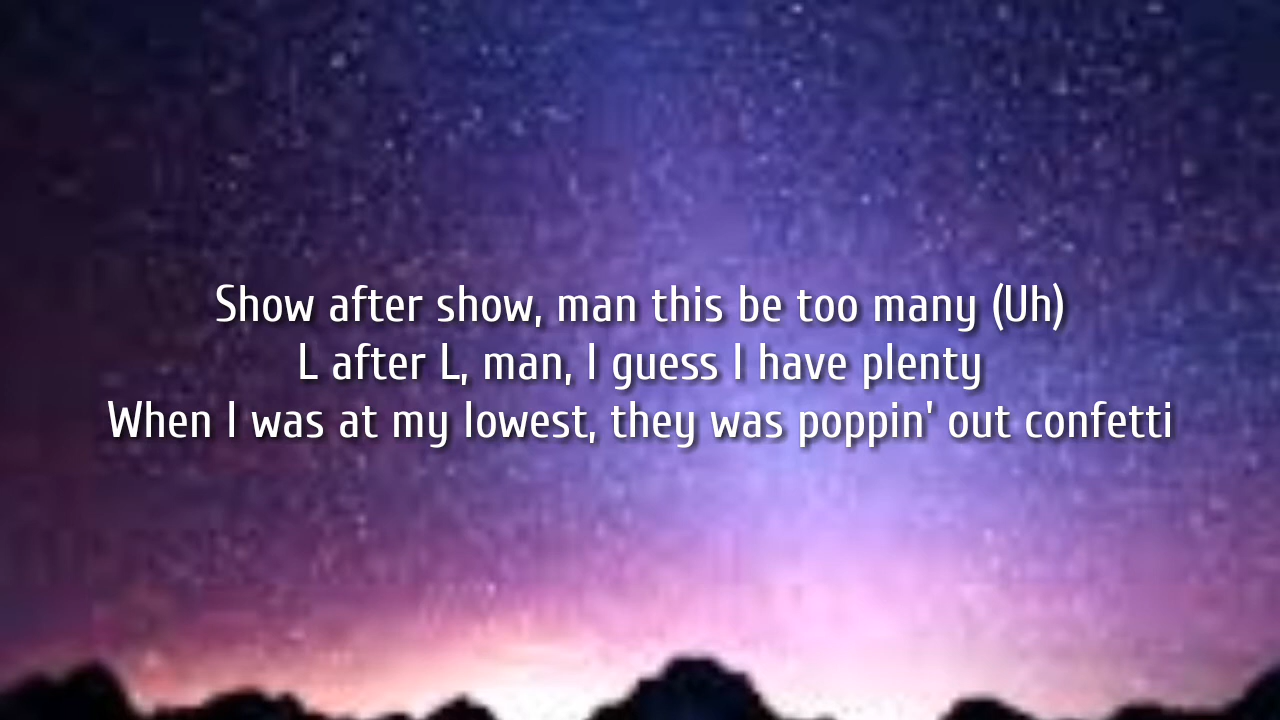 Show after show, man this be too many (Uh)
L after L, man, I guess I have plenty
When I was at my lowest, they was poppin' out confetti